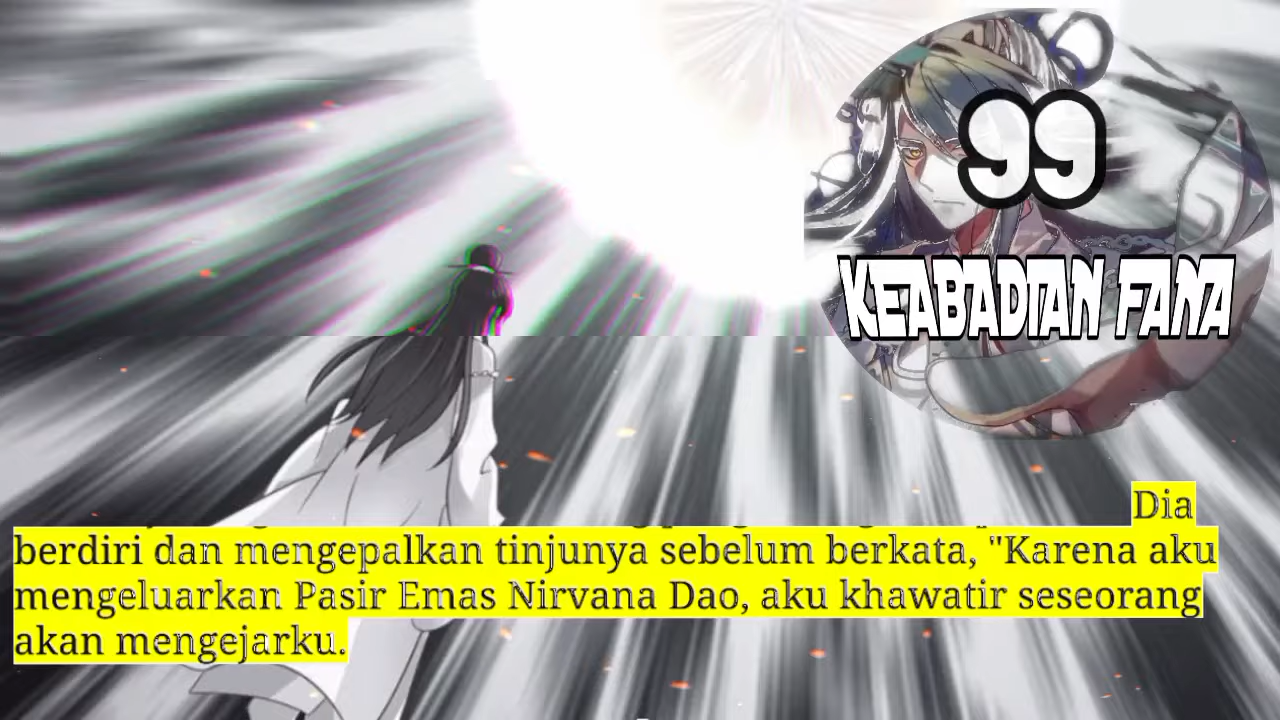 99
KEABADIAN FANA
Dia
berdiri dan mengepalkan tinjunya sebelum berkata, "Karena aku
mengeluarkan Pasir Emas Nirvana Dao, aku khawatir seseorang
akan mengejarku.